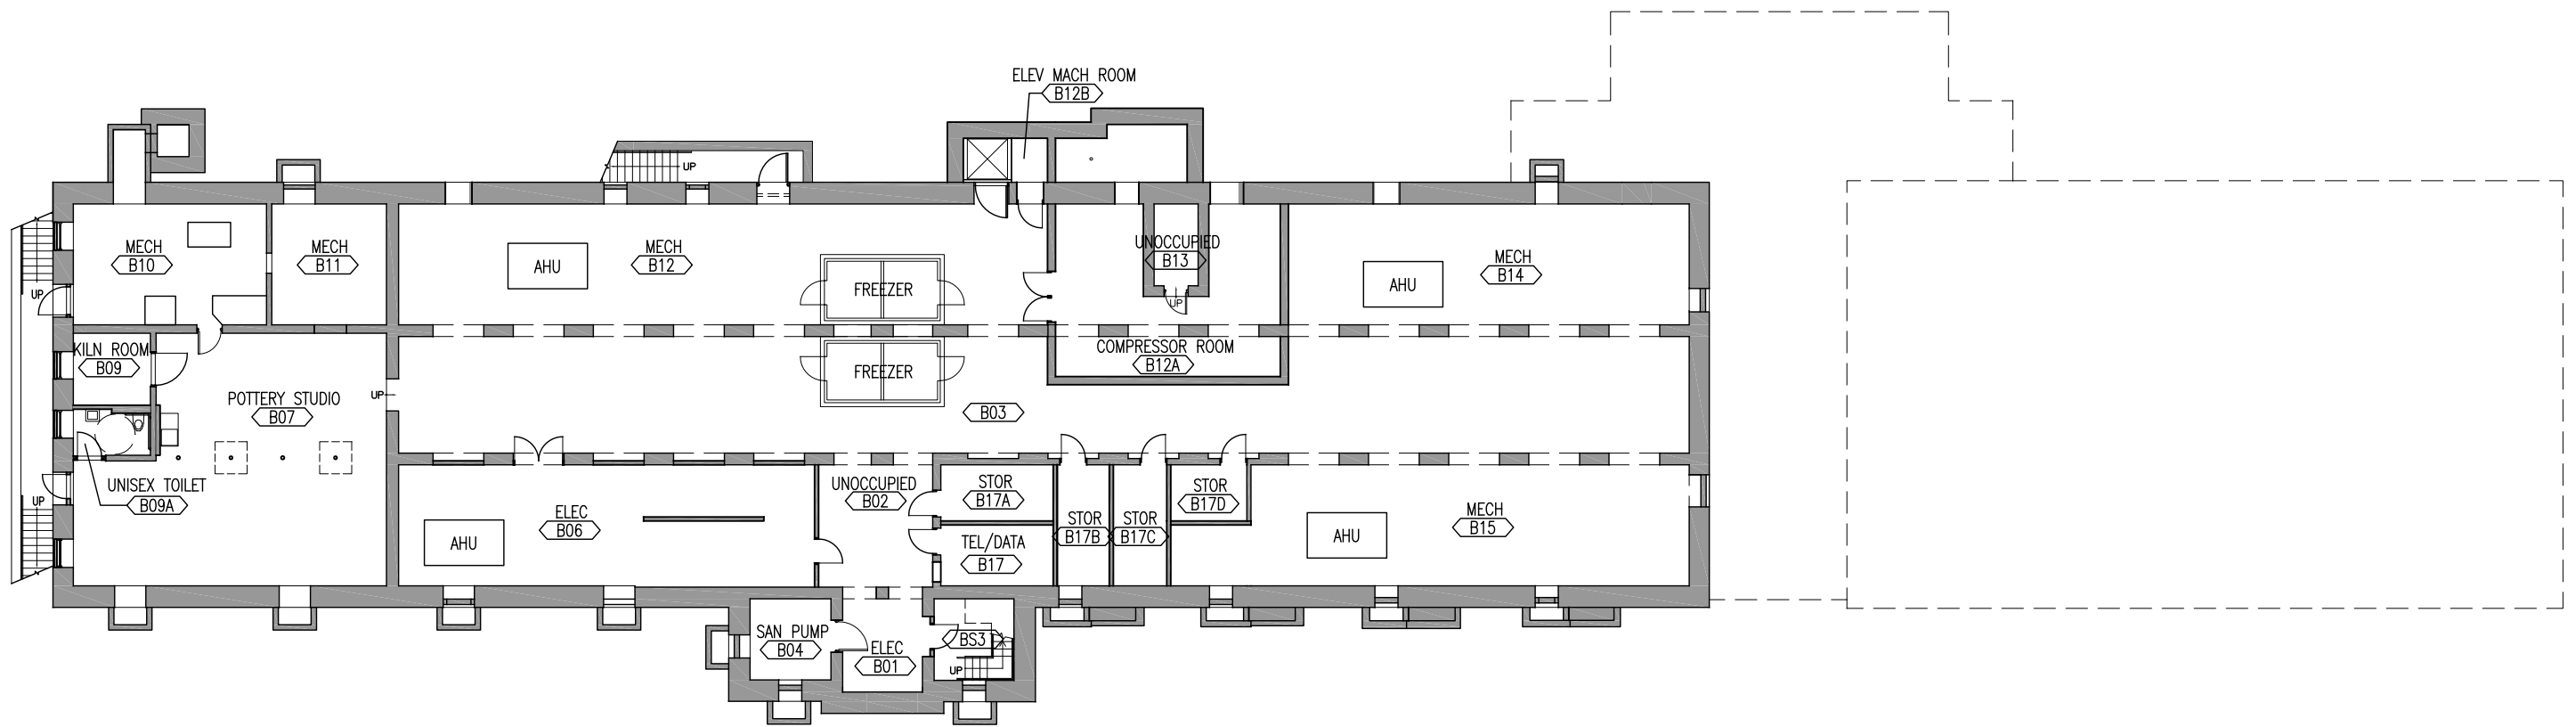 ELEV MACH ROOM
B12B
UP
MECH
B10
MECH
B11
AHU
MECH
B12
FREEZER
UNOCCUPIED
B13
UP
AHU
MECH
B14
UP
KILN ROOM
B09
POTTERY STUDIO
B07
UP
FREEZER
COMPRESSOR ROOM
B12A
B03
UNISEX TOILET
B09A
UP
AHU
ELEC
B06
UNOCCUPIED
B02
STOR
B17A
TEL/DATA
B17
STOR
B17B
STOR
B17C
STOR
B17D
AHU
MECH
B15
SAN PUMP
B04
ELEC
B01
BS3
UP